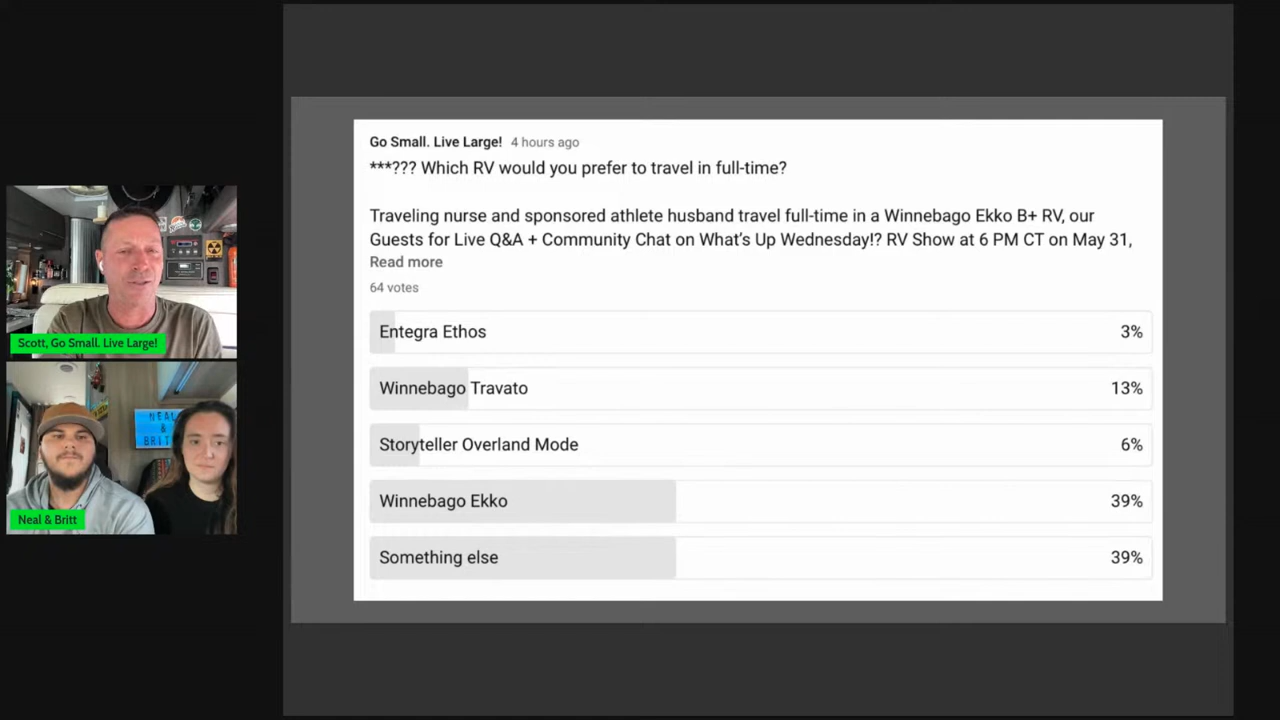 Go Small. Live Large! 4 hours ago
***??? Which RV would you prefer to travel in full-time?
Traveling nurse and sponsored athlete husband travel full-time in a Winnebago Ekko B+ RV, our
Guests for Live Q&A + Community Chat on What's Up Wednesday!? RV Show at 6 PM CT on May 31,
Read more
64 votes
Entegra Ethos 3%
Winnebago Travato 13%
Storyteller Overland Mode 6%
Winnebago Ekko 39%
Something else 39%
Scott, Go Small. Live Large!
NEAL
&
BRIT
Neal & Britt